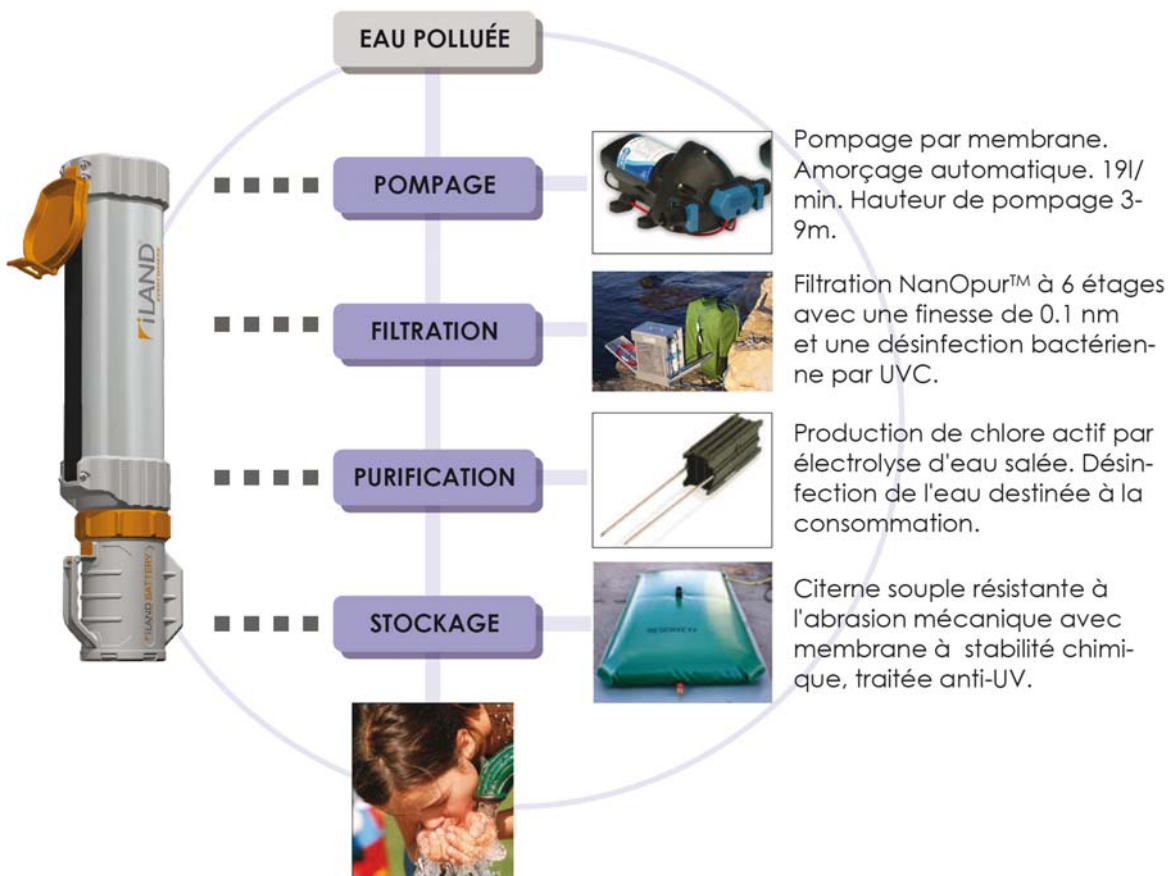 EAU POLLUÉE
POMPAGE
Pompage par membrane.
Amorçage automatique. 19l/
min. Hauteur de pompage 3-
9m.
FILTRATION
Filtration NanOpur™ à 6 étages
avec une finesse de 0.1 nm
et une désinfection bactérien-
ne par UVC.
PURIFICATION
Production de chlore actif par
électrolyse d'eau salée. Désin-
fection de l'eau destinée à la
consommation.
STOCKAGE
Citerne souple résistante à
l'abrasion mécanique avec
membrane à stabilité chimi-
que, traitée anti-UV.
iLAND
iLAND BATTERY